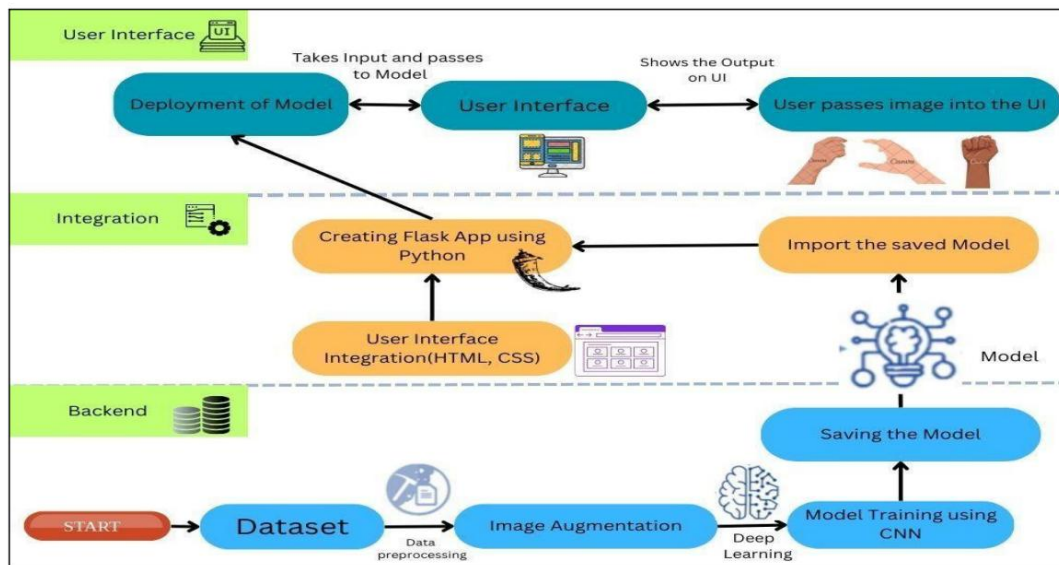 User Interface
UI
Takes Input and passes
to Model
Shows the Output
on UI
Deployment of Model
User Interface
User passes image into the UI
Integration
Creating Flask App using
Python
Import the saved Model
User Interface
Integration(HTML, CSS)
Model
Backend
Saving the Model
START
Dataset
Data
preprocessing
Image Augmentation
Deep
Learning
Model Training using
CNN